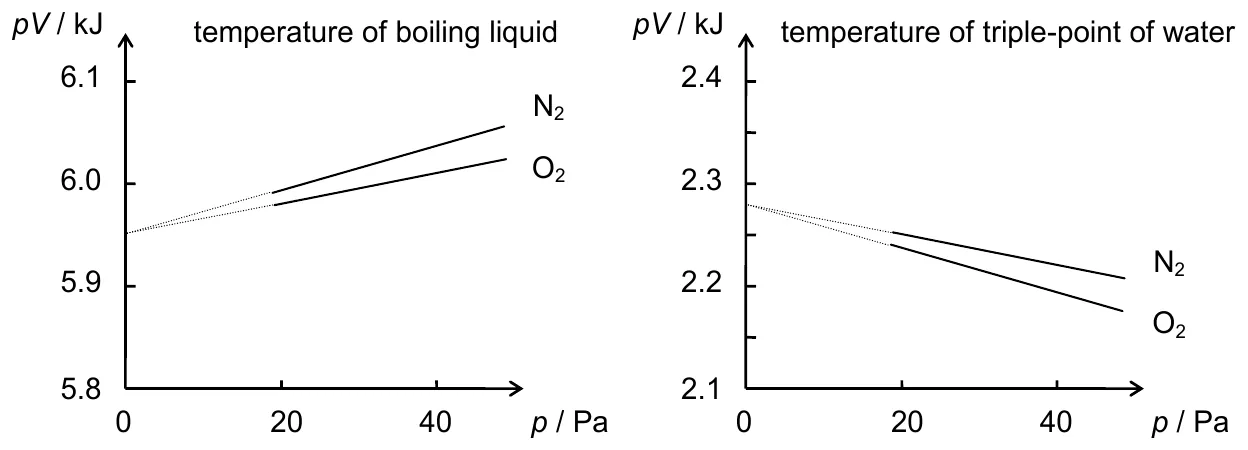 pV / kJ
temperature of boiling liquid
6.1
N₂
O₂
6.0
5.9
5.8
0
20
40
p / Pa
pV / kJ
temperature of triple-point of water
2.4
2.3
N₂
2.2
O₂
2.1
0
20
40
p / Pa